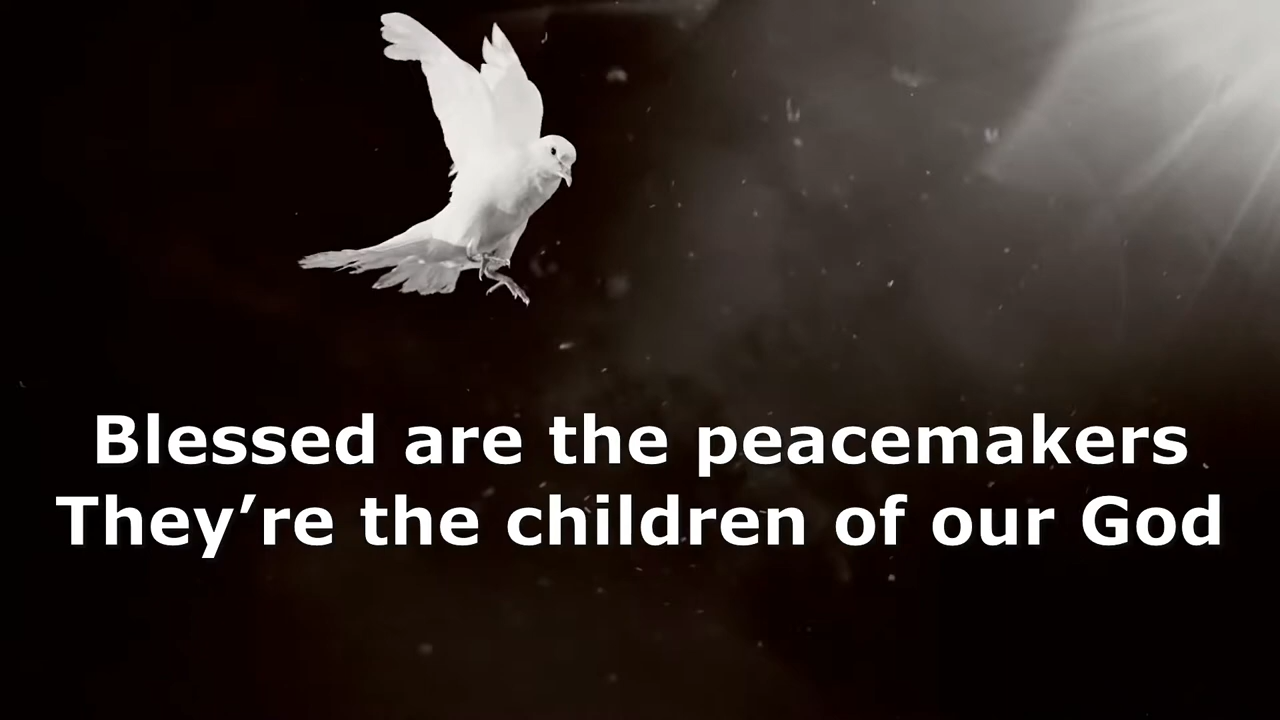 Blessed are the peacemakers
They’re the children of our God